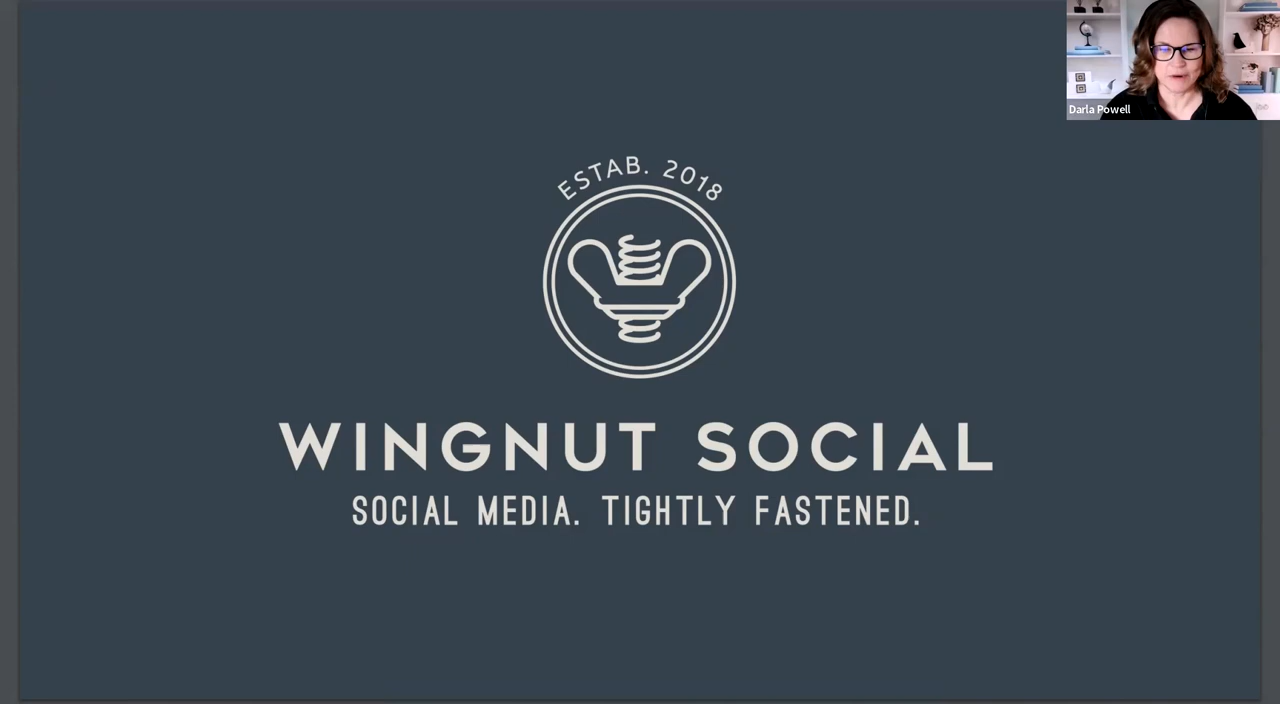 Darla Powell
ESTAB. 2018
WINGNUT SOCIAL
SOCIAL MEDIA. TIGHTLY FASTENED.